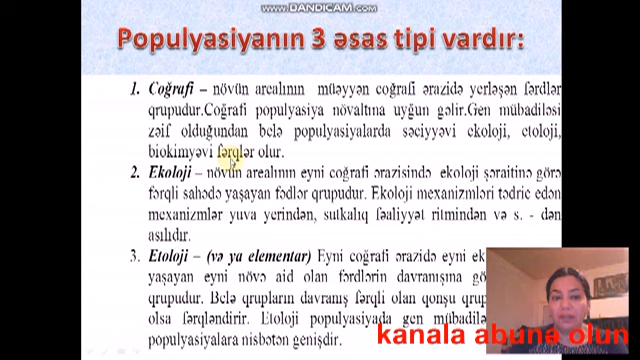 www.BANDICAM.com
Populyasiyanın 3 əsas tipi vardır:
1. Coğrafi – növün arealının müəyyən coğrafi ərazidə yerləşən fərdlər
qrupudur.Coğrafi populyasiya növaltına uyğun gəlir.Gen mübadiləsi
zəif olduğundan belə populyasiyalarda səciyyəvi ekoloji, etoloji,
biokimyəvi fərqlər olur.
2. Ekoloji – növün arealının eyni coğrafi ərazisində ekoloji şəraitinə görə
fərqli sahədə yaşayan fədlər qrupudur. Ekoloji mexanizmləri tədric edən
mexanizmlər yuva yerindən, sutkalıq fəaliyyət ritmindən və s. - dən
asılıdır.
3. Etoloji – (və ya elementar) Eyni coğrafi ərazidə eyni ek
yaşayan eyni növə aid olan fərdlərin davranışına gö
qrupudur. Belə qrupların davranış fərqli olan qonşu qrup
olsa fərqləndirir. Etoloji populyasiyada gen mübadilə
populyasiyalara nisbətən genişdir.
kanala abunə olun